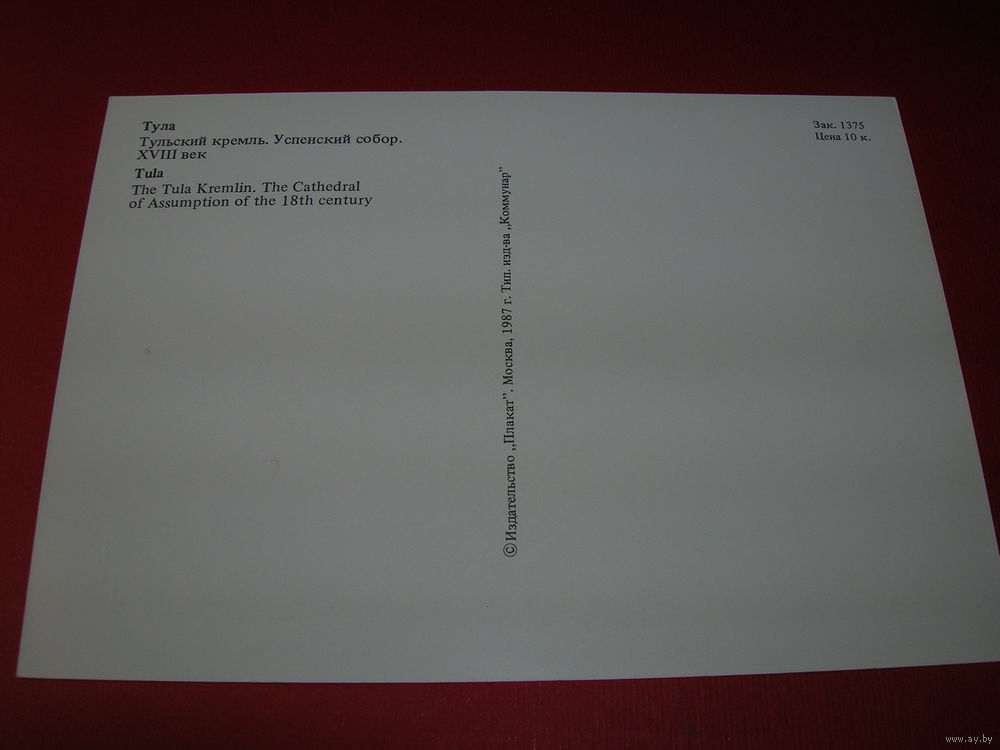 Тула
Тульский кремль. Успенский собор.
XVIII век
Tula
The Tula Kremlin. The Cathedral
of Assumption of the 18th century
Зак. 1375
Цена 10 к.
© Издательство „Плакат”. Москва, 1987 г. Тип. изд-ва „Коммунар”
www.ay.by